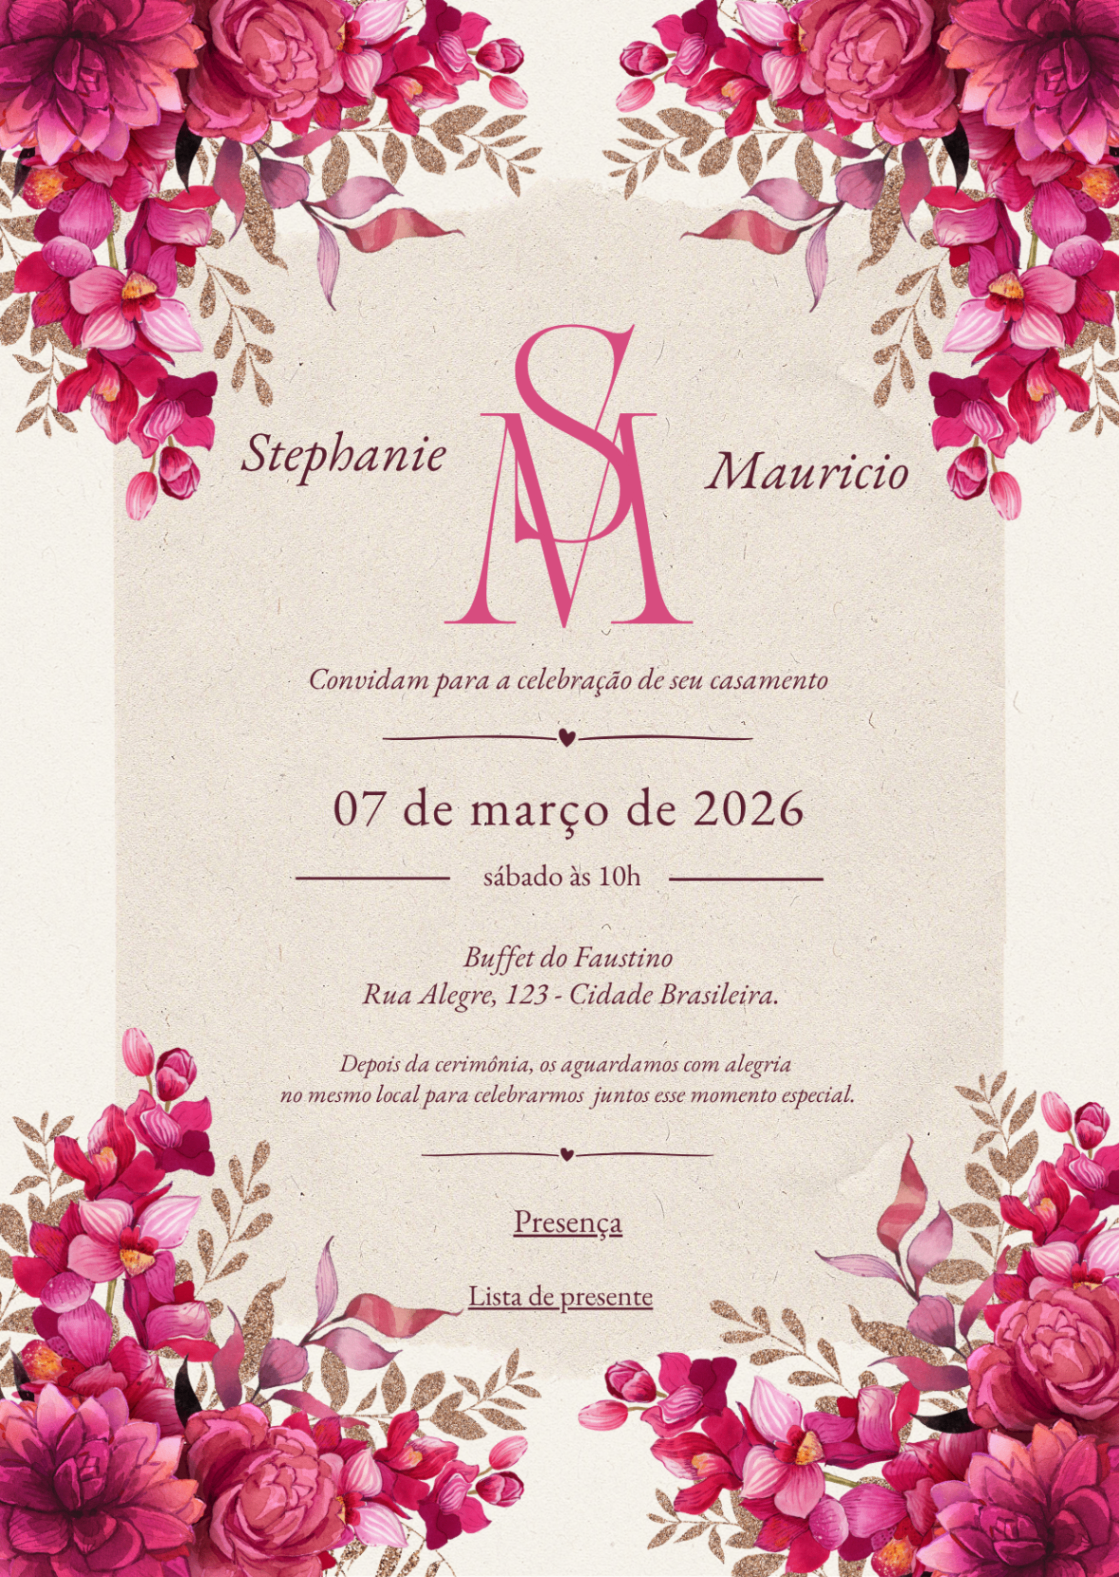 Stephanie
SM
Mauricio
Convidam para a celebração de seu casamento
07 de março de 2026
sábado às 10h
Buffet do Faustino
Rua Alegre, 123 - Cidade Brasileira.
Depois da cerimônia, os aguardamos com alegria
no mesmo local para celebrarmos juntos esse momento especial.
Presença
Lista de presente